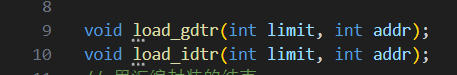 8
9 void load_gdtr(int limit, int addr);
10 void load_idtr(int limit, int addr);